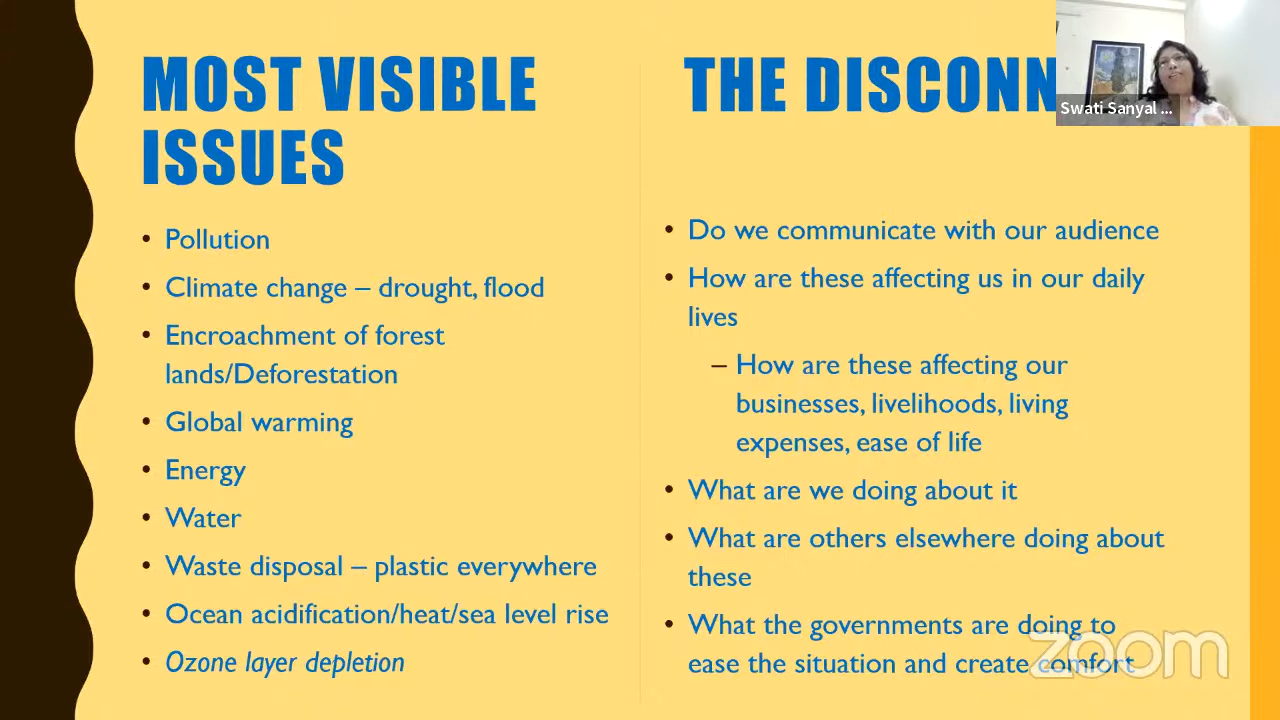 MOST VISIBLE
ISSUES
• Pollution
• Climate change – drought, flood
• Encroachment of forest
lands/Deforestation
• Global warming
• Energy
• Water
• Waste disposal – plastic everywhere
• Ocean acidification/heat/sea level rise
• Ozone layer depletion
THE DISCONN
• Do we communicate with our audience
• How are these affecting us in our daily
lives
– How are these affecting our
businesses, livelihoods, living
expenses, ease of life
• What are we doing about it
• What are others elsewhere doing about
these
• What the governments are doing to
ease the situation and create comfort
Swati Sanyal ...
zoom